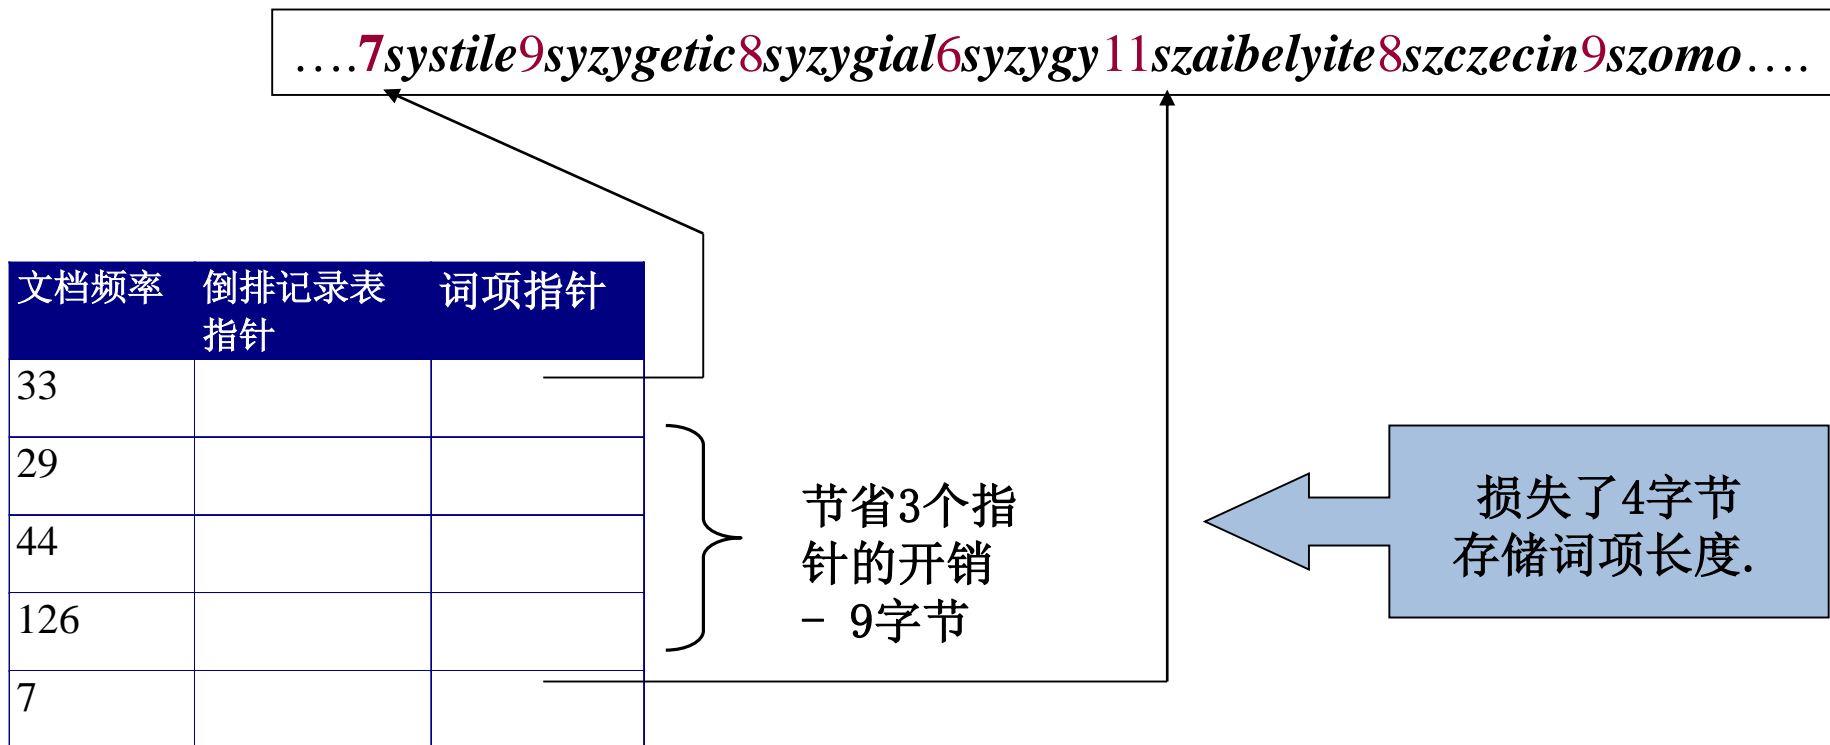 ....7systile9syzygetic8syzygial6syzygy11szaibelyite8szczecin9szomo....
文档频率 倒排记录表 词项指针
指针
33
29
44
126
7
节省3个指
针的开销
- 9字节
损失了4字节
存储词项长度.